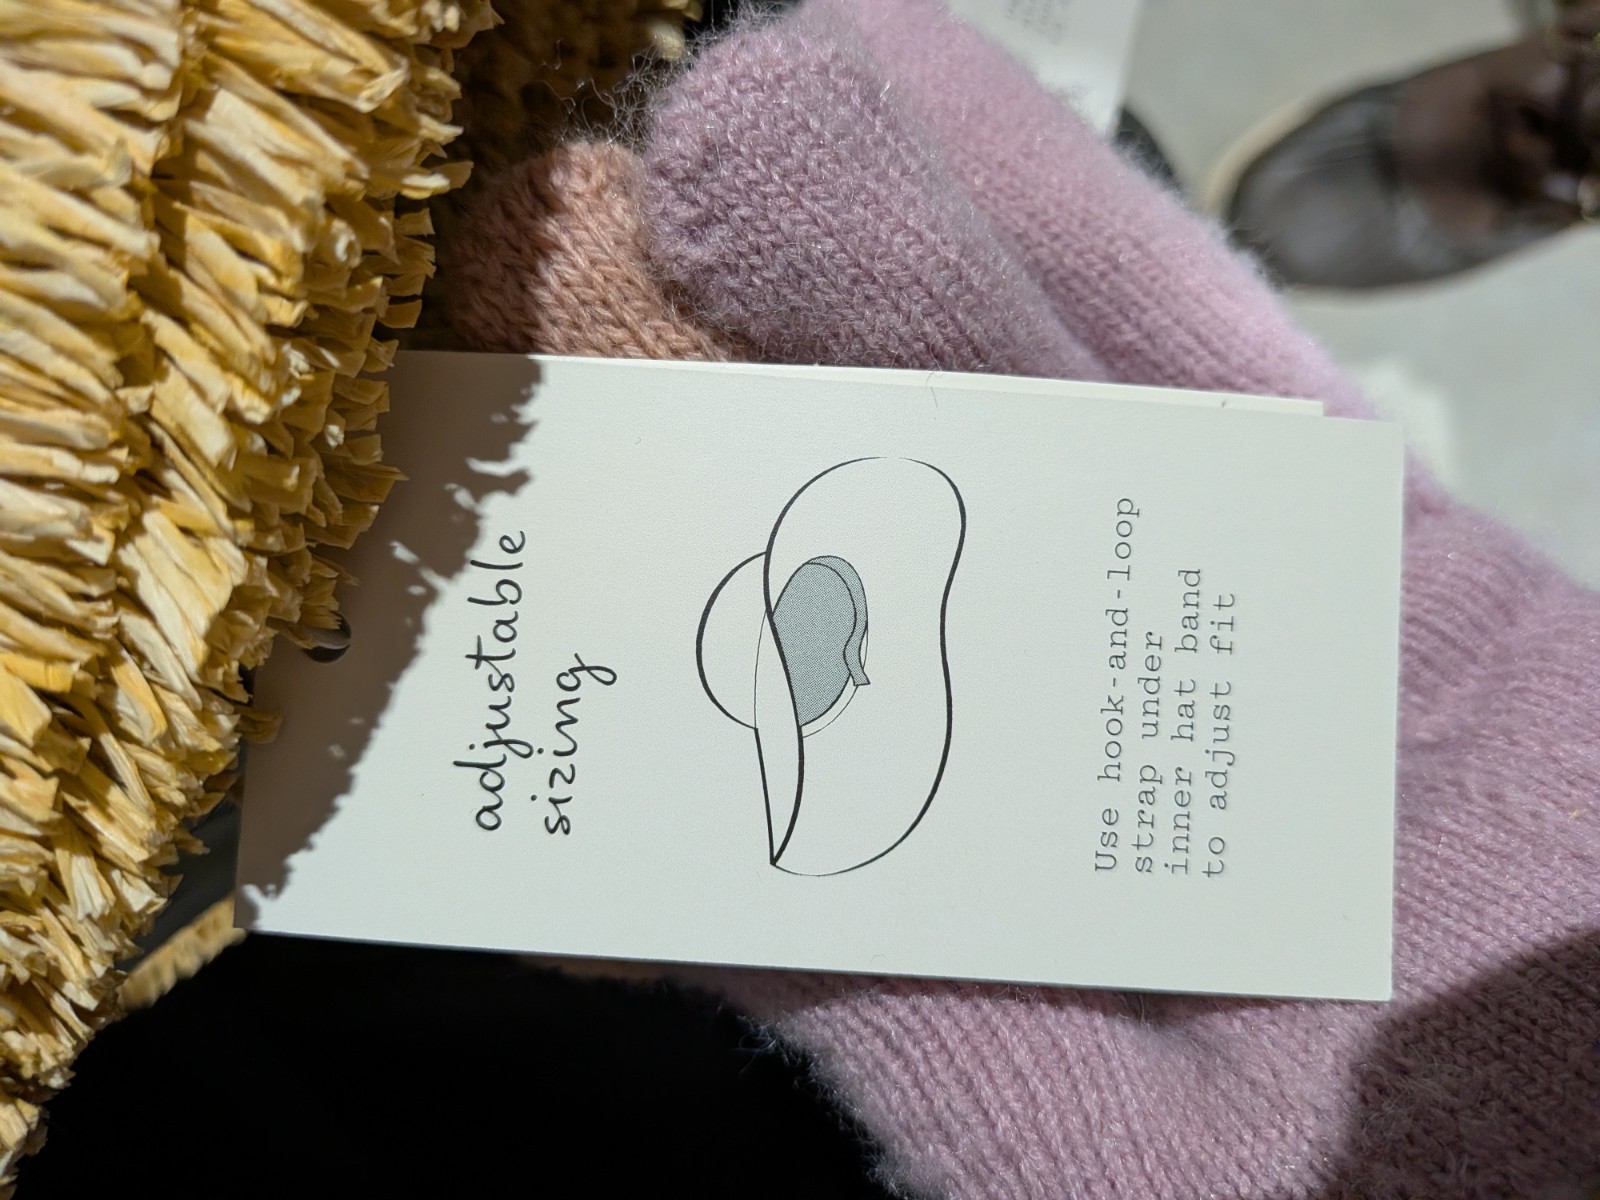 adjustable
sizing
Use hook-and-loop
strap under
inner hat band
to adjust fit